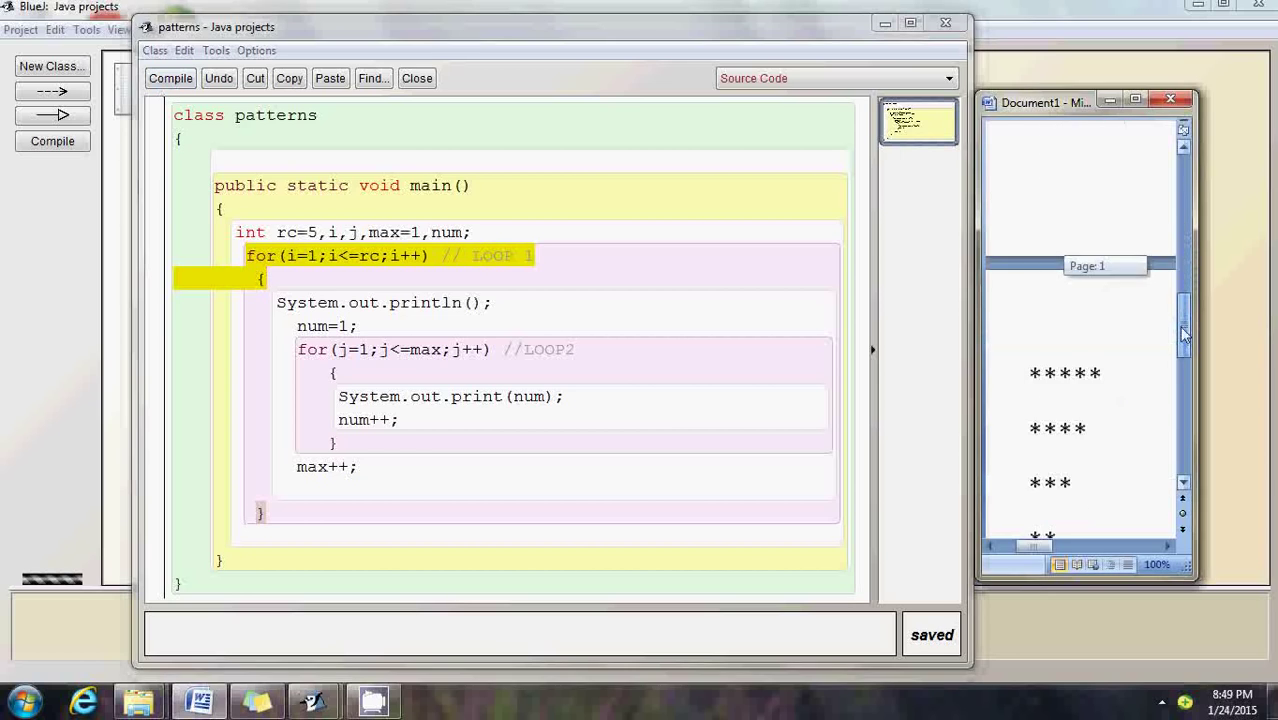 BlueJ: Java projects
Project Edit Tools View
New Class...
Compile
patterns - Java projects
Class Edit Tools Options
Compile Undo Cut Copy Paste Find... Close
Source Code
class patterns
{
public static void main()
{
int rc=5,i,j,max=1,num;
for(i=1;i<=rc;i++) // LOOP 1
{
System.out.println();
num=1;
for(j=1;j<=max;j++) //LOOP2
{
System.out.print(num);
num++;
}
max++;
}
}
}
saved
Document1 - Mi...
Page: 1
*****
****
***
**
100%
8:49 PM
1/24/2015